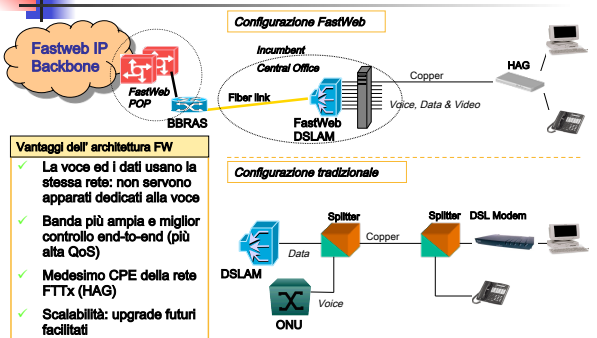 Configurazione FastWeb
Fastweb IP
Backbone
Incumbent
Central Office
FastWeb
POP
BBRAS
Fiber link
FastWeb
DSLAM
Copper
Voice, Data & Video
HAG
Vantaggi dell' architettura FW
La voce ed i dati usano la
stessa rete: non servono
apparati dedicati alla voce
Banda più ampia e miglior
controllo end-to-end (più
alta QoS)
Medesimo CPE della rete
FTTx (HAG)
Scalabilità: upgrade futuri
facilitati
Configurazione tradizionale
DSLAM
Data
Splitter
Copper
Splitter
DSL Modem
Voice
ONU